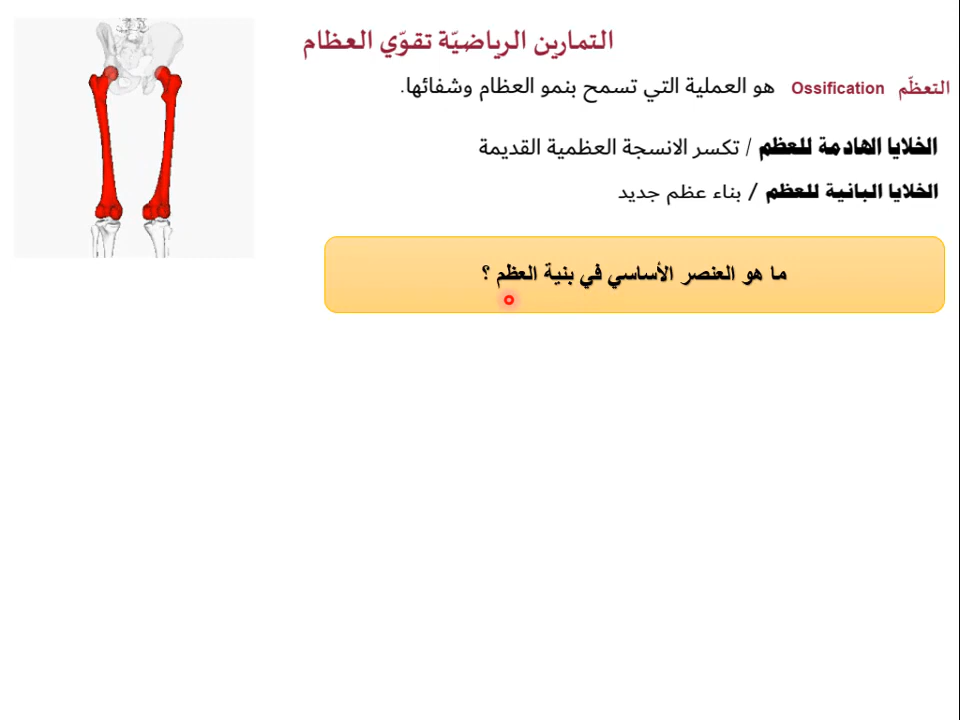 التمارين الرياضيّة تقوّي العظام
التعظّم Ossification هو العملية التي تسمح بنمو العظام وشفائها.
الخلايا الهادمة للعظم / تكسر الانسجة العظمية القديمة
الخلايا البانية للعظم / بناء عظم جديد
ما هو العنصر الأساسي في بنية العظم ؟